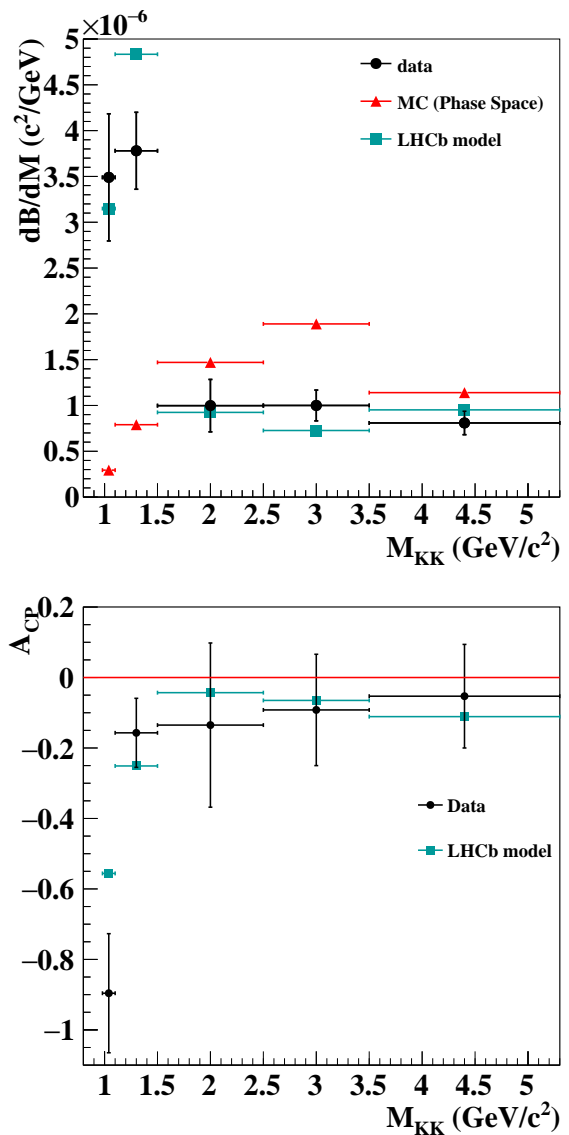 ×10⁻⁶
dB/dM (c²/GeV)
5
4.5
4
3.5
3
2.5
2
1.5
1
0.5
0
data
MC (Phase Space)
LHCb model
1 1.5 2 2.5 3 3.5 4 4.5 5
M_KK (GeV/c²)
A_CP
0.2
0
−0.2
−0.4
−0.6
−0.8
−1
Data
LHCb model
1 1.5 2 2.5 3 3.5 4 4.5 5
M_KK (GeV/c²)